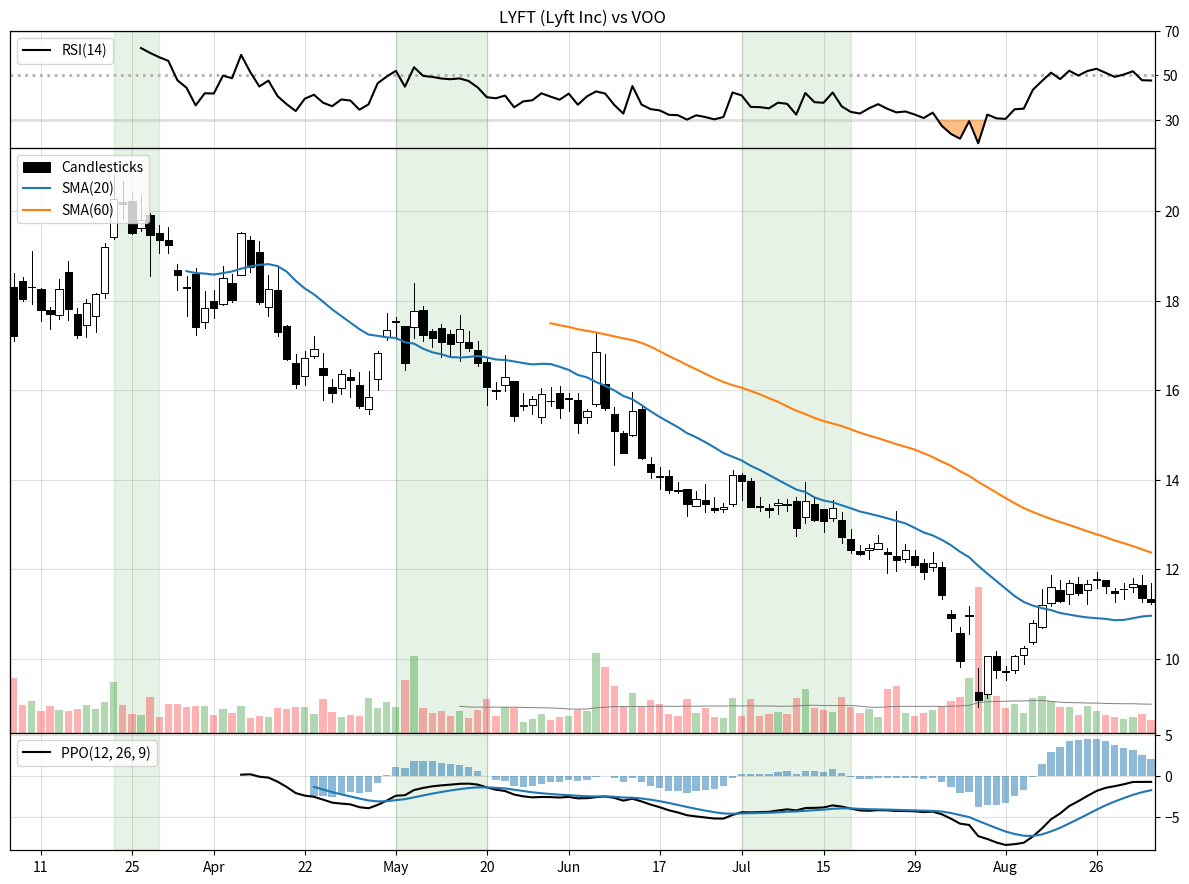 LYFT (Lyft Inc) vs VOO
RSI(14)
70
50
30
Candlesticks
SMA(20)
SMA(60)
20
18
16
14
12
10
PPO(12, 26, 9)
5
0
−5
11 25 Apr 22 May 20 Jun 17 Jul 15 29 Aug 26